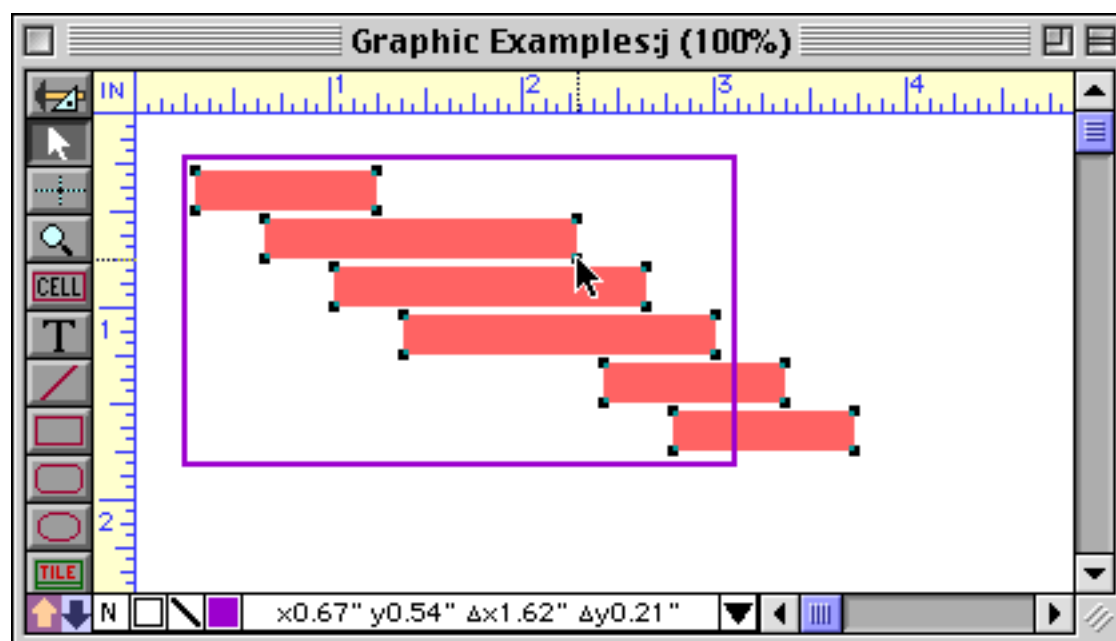 Graphic Examples:j (100%)
IN 1 2 3 4
CELL
T
1
2
TILE
N x0.67" y0.54" Δx1.62" Δy0.21"